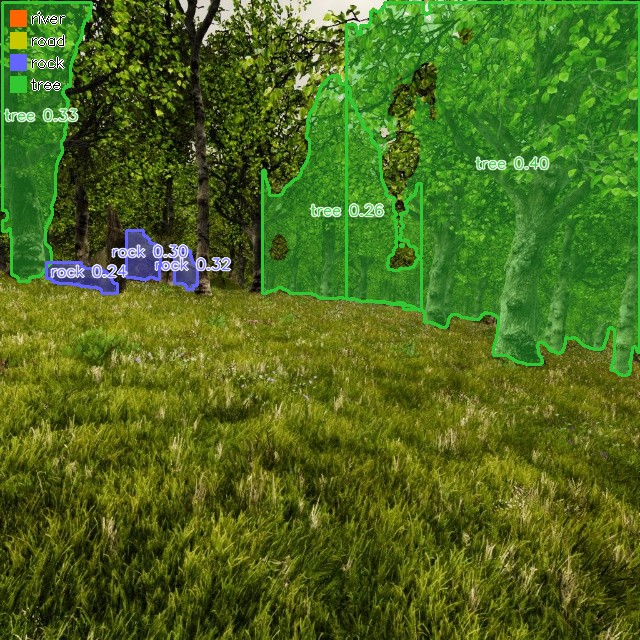 river
road
rock
tree
tree 0.33
tree 0.40
tree 0.26
rock 0.30
rock 0.32
rock 0.24